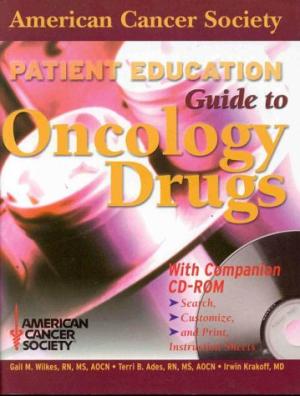 American Cancer Society
PATIENT EDUCATION
Guide to
Oncology
Drugs
With Companion
CD-ROM
➤ Search,
➤ Customize,
➤ and Print,
Instruction Sheets
AMERICAN
CANCER
SOCIETY
Gail M. Wilkes, RN, MS, AOCN • Terri B. Ades, RN, MS, AOCN • Irwin Krakoff, MD